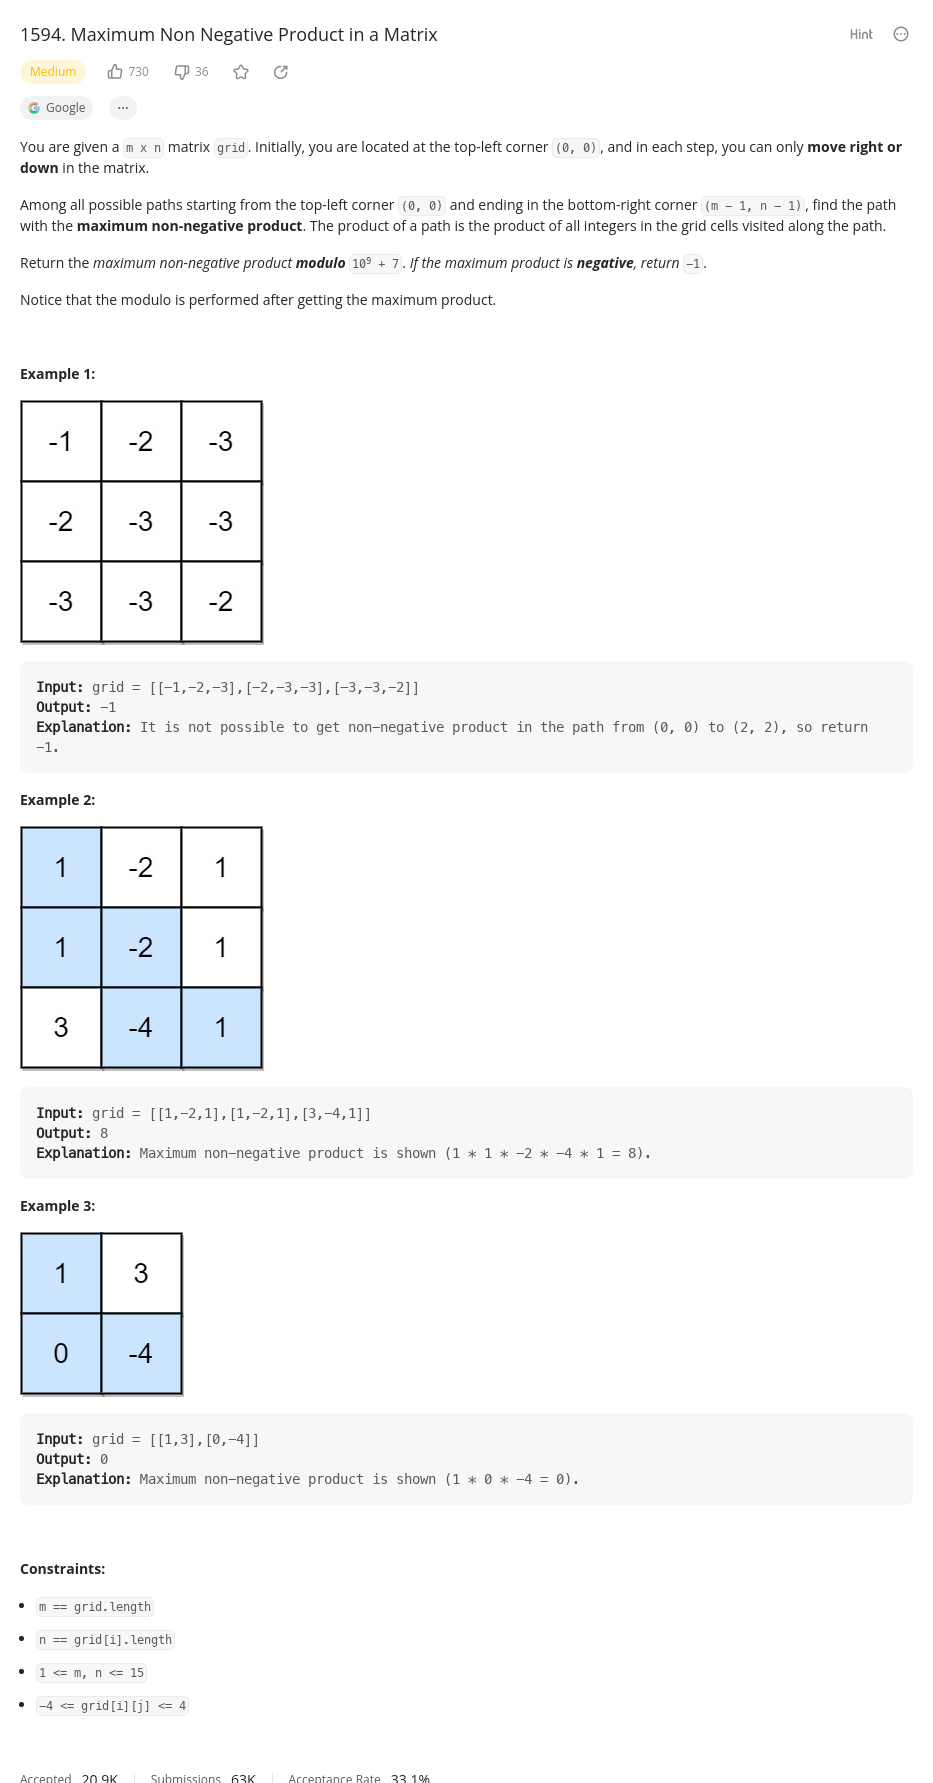 1594. Maximum Non Negative Product in a Matrix
Hint
Medium 730 36
Google ...
You are given a m x n matrix grid. Initially, you are located at the top-left corner (0, 0), and in each step, you can only move right or
down in the matrix.
Among all possible paths starting from the top-left corner (0, 0) and ending in the bottom-right corner (m - 1, n - 1), find the path
with the maximum non-negative product. The product of a path is the product of all integers in the grid cells visited along the path.
Return the maximum non-negative product modulo 10⁹ + 7. If the maximum product is negative, return -1.
Notice that the modulo is performed after getting the maximum product.
Example 1:
-1 -2 -3
-2 -3 -3
-3 -3 -2
Input: grid = [[-1,-2,-3],[-2,-3,-3],[-3,-3,-2]]
Output: -1
Explanation: It is not possible to get non-negative product in the path from (0, 0) to (2, 2), so return
-1.
Example 2:
1 -2 1
1 -2 1
3 -4 1
Input: grid = [[1,-2,1],[1,-2,1],[3,-4,1]]
Output: 8
Explanation: Maximum non-negative product is shown (1 * 1 * -2 * -4 * 1 = 8).
Example 3:
1 3
0 -4
Input: grid = [[1,3],[0,-4]]
Output: 0
Explanation: Maximum non-negative product is shown (1 * 0 * -4 = 0).
Constraints:
• m == grid.length
• n == grid[i].length
• 1 <= m, n <= 15
• -4 <= grid[i][j] <= 4
Accepted 20.9K Submissions 63K Acceptance Rate 33.1%